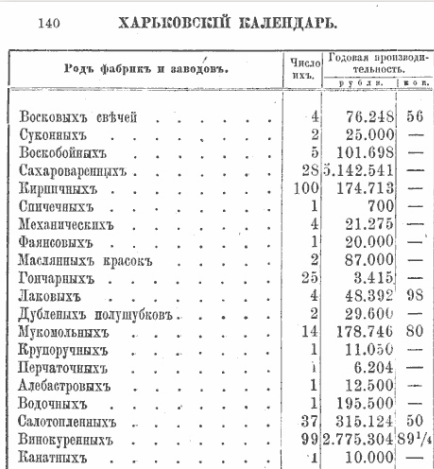 140 ХАРЬКОВСКІЙ КАЛЕНДАРЬ.
Родъ фабрикъ и заводовъ. Число ихъ. Годовая производительность.
рубли. коп.
Восковыхъ свѣчей 4 76.248 56
Суконныхъ 2 25.000 —
Воскобойныхъ 5 101.698 —
Сахароваренныхъ 28 5.142.541 —
Кирпичныхъ 100 174.713 —
Спичечныхъ 1 700 —
Механическихъ 4 21.275 —
Фаянсовыхъ 1 20.000 —
Маслянныхъ красокъ 2 87.000 —
Гончарныхъ 25 3.415 —
Лаковыхъ 4 48.392 98
Дубленыхъ полушубковъ 2 29.600 —
Мукомольныхъ 14 178.746 80
Крупоручныхъ 1 11.050 —
Перчаточныхъ 1 6.204 —
Алебастровыхъ 1 12.500 —
Водочныхъ 1 195.500 —
Салотопленныхъ 37 315.124 50
Винокуренныхъ 99 2.775.304 89¹/₄
Канатныхъ 1 10.000 —